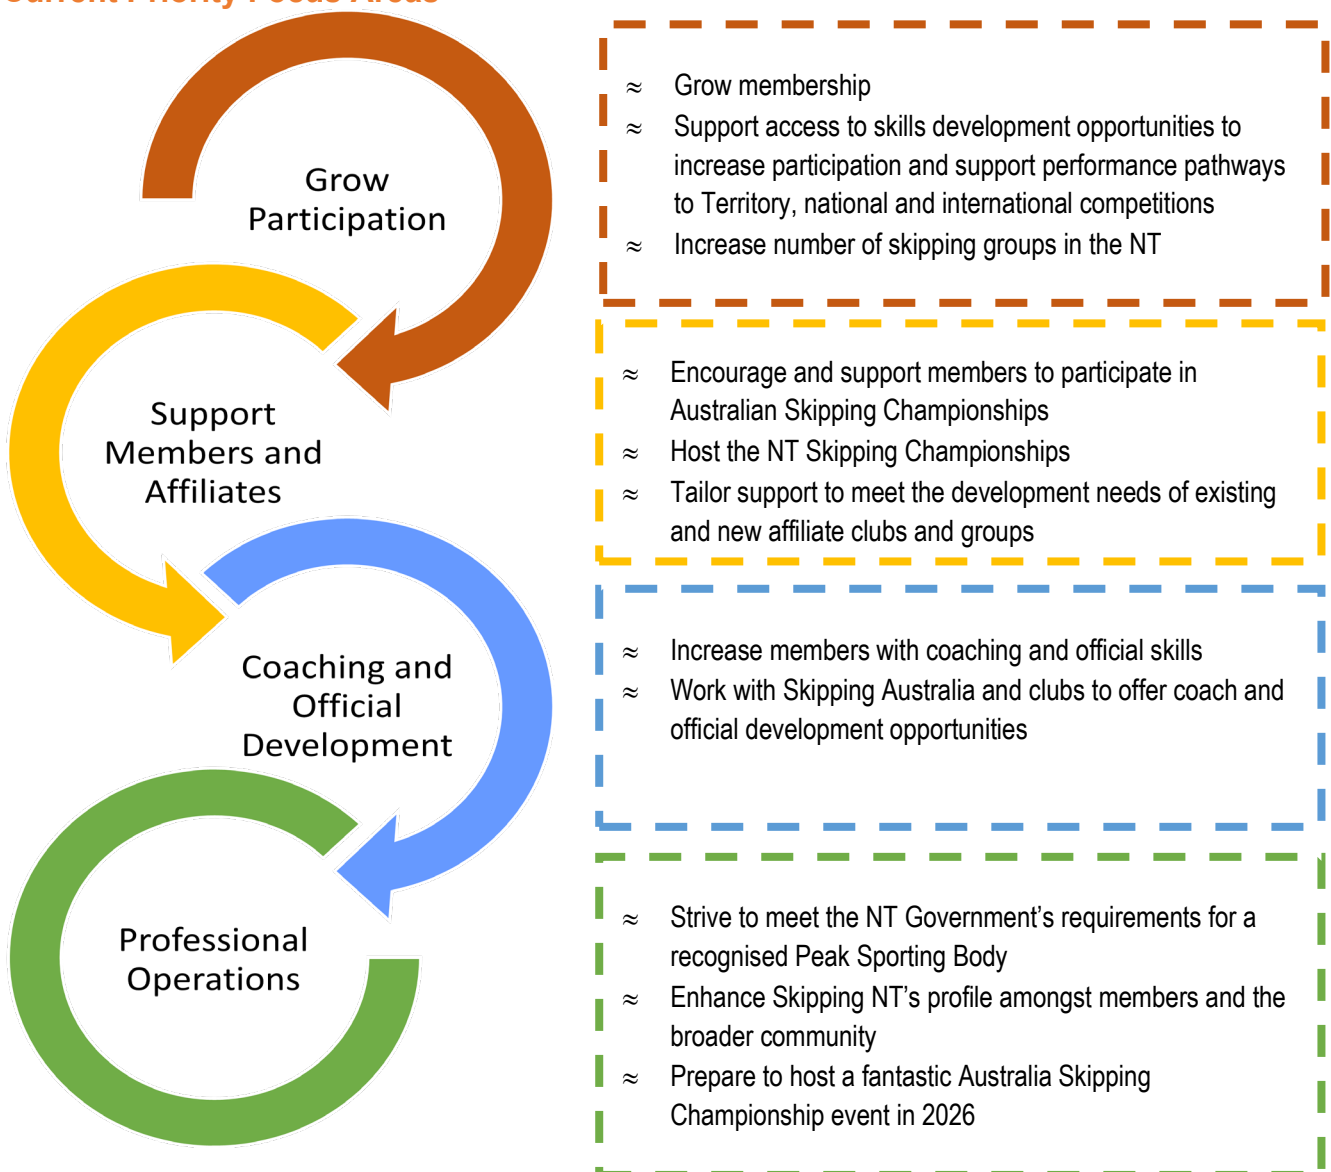 Current Priority Focus Areas
Grow
Participation
≈ Grow membership
≈ Support access to skills development opportunities to
increase participation and support performance pathways
to Territory, national and international competitions
≈ Increase number of skipping groups in the NT
Support
Members and
Affiliates
≈ Encourage and support members to participate in
Australian Skipping Championships
≈ Host the NT Skipping Championships
≈ Tailor support to meet the development needs of existing
and new affiliate clubs and groups
Coaching and
Official
Development
≈ Increase members with coaching and official skills
≈ Work with Skipping Australia and clubs to offer coach and
official development opportunities
Professional
Operations
≈ Strive to meet the NT Government’s requirements for a
recognised Peak Sporting Body
≈ Enhance Skipping NT’s profile amongst members and the
broader community
≈ Prepare to host a fantastic Australia Skipping
Championship event in 2026